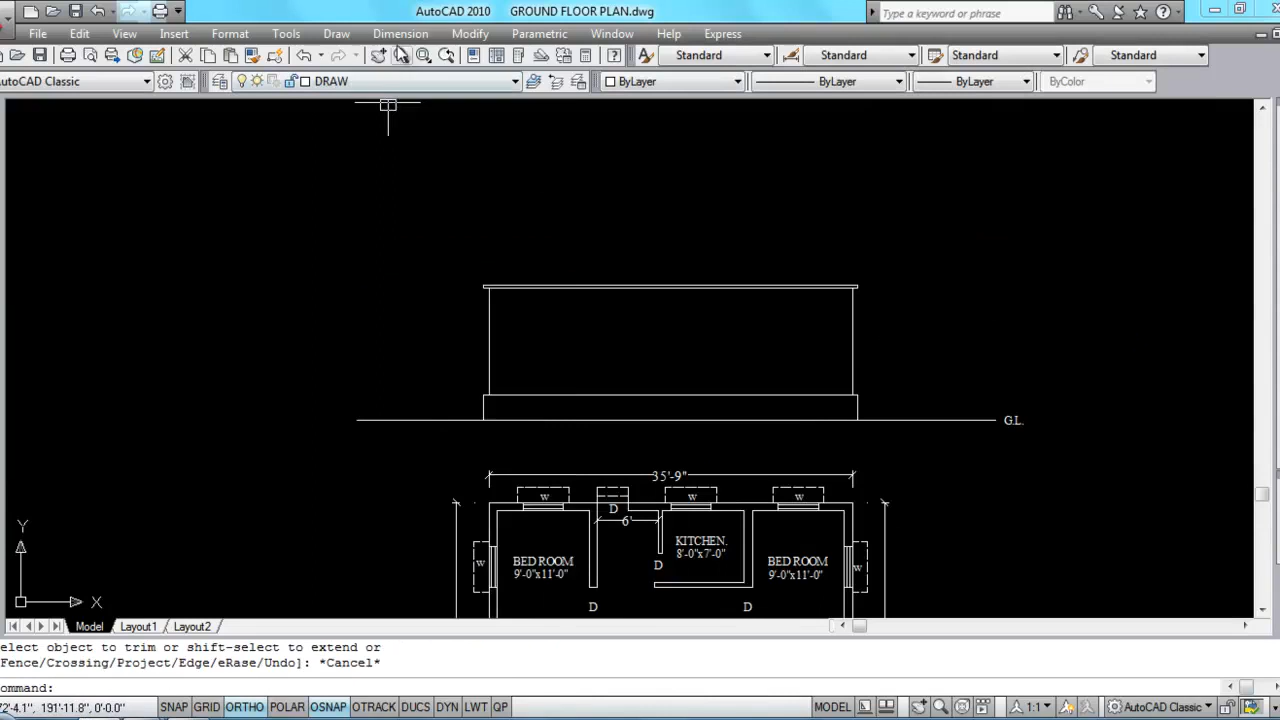 AutoCAD 2010 GROUND FLOOR PLAN.dwg
Type a keyword or phrase
File Edit View Insert Format Tools Draw Dimension Modify Parametric Window Help Express
Standard Standard Standard Standard
AutoCAD Classic DRAW ByLayer ByLayer ByLayer ByColor
G.L.
35'-9"
W W W
D
6'
KITCHEN.
8'-0"x7'-0"
BED ROOM
9'-0"x11'-0"
BED ROOM
9'-0"x11'-0"
W D W
D D
Y
X
Model Layout1 Layout2
elect object to trim or shift-select to extend or
Fence/Crossing/Project/Edge/eRase/Undo]: *Cancel*
ommand:
2'-4.1", 191'-11.8", 0'-0.0" SNAP GRID ORTHO POLAR OSNAP OTRACK DUCS DYN LWT QP MODEL 1:1 AutoCAD Classic